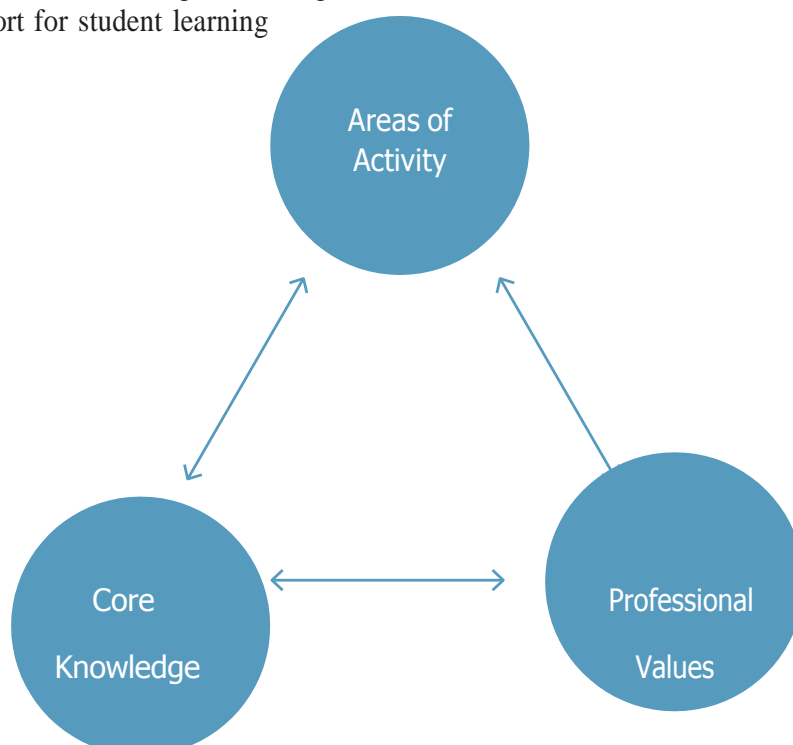 ort for student learning
Areas of
Activity
Core
Knowledge
Professional
Values